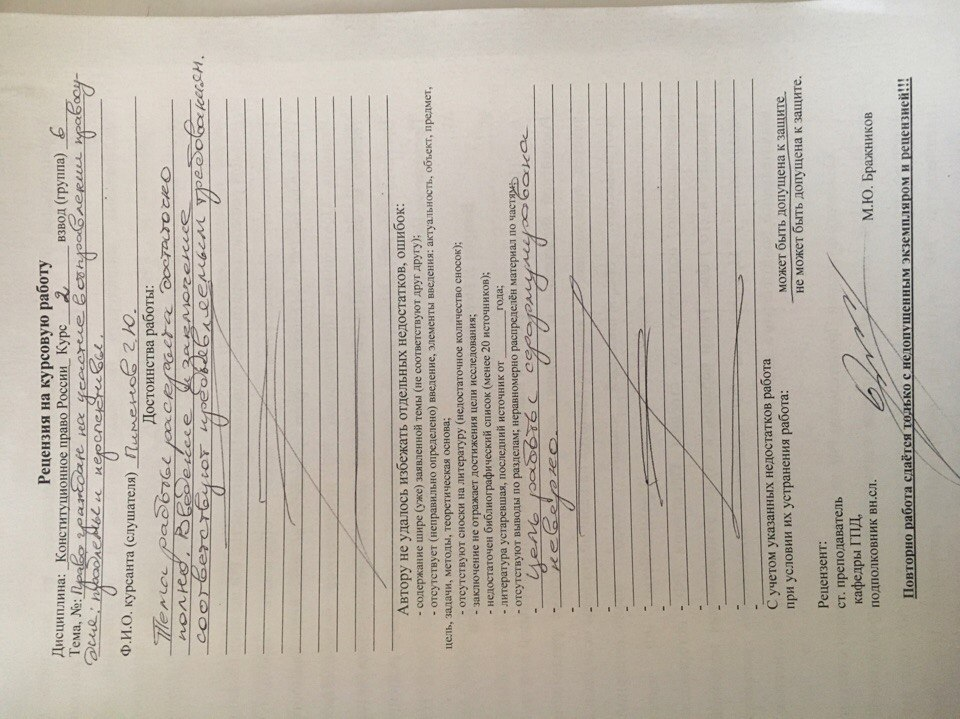 Рецензия на курсовую работу
Дисциплина: Конституционное право России Курс 2 взвод (группа) 6
Тема, №: Право граждан на участие в отправлении правосу-
дия: проблемы и перспективы.
Ф.И.О. курсанта (слушателя) Пименов З.Ю.
Достоинства работы:
Тема работы раскрыта достаточно
полно. Введение и заключение
соответствуют предъявляемым требованиям.
Автору не удалось избежать отдельных недостатков, ошибок:
- содержание шире (уже) заявленной темы (не соответствуют друг другу);
- отсутствует (неправильно определено) введение, элементы введения: актуальность, объект, предмет,
цель, задачи, методы, теоретическая основа;
- отсутствуют сноски на литературу (недостаточное количество сносок);
- заключение не отражает достижения цели исследования;
- недостаточен библиографический список (менее 20 источников);
- литература устаревшая, последний источник от года;
- отсутствуют выводы по разделам; неравномерно распределён материал по частям;
- Цель работы сформулирована
- неверно.
С учетом указанных недостатков работа может быть допущена к защите
при условии их устранения работы: не может быть допущена к защите.
Рецензент:
ст. преподаватель
кафедры ГПД,
подполковник вн.сл. М.Ю. Бражников
Повторно работа сдаётся только с недопущенным экземпляром и рецензией!!!